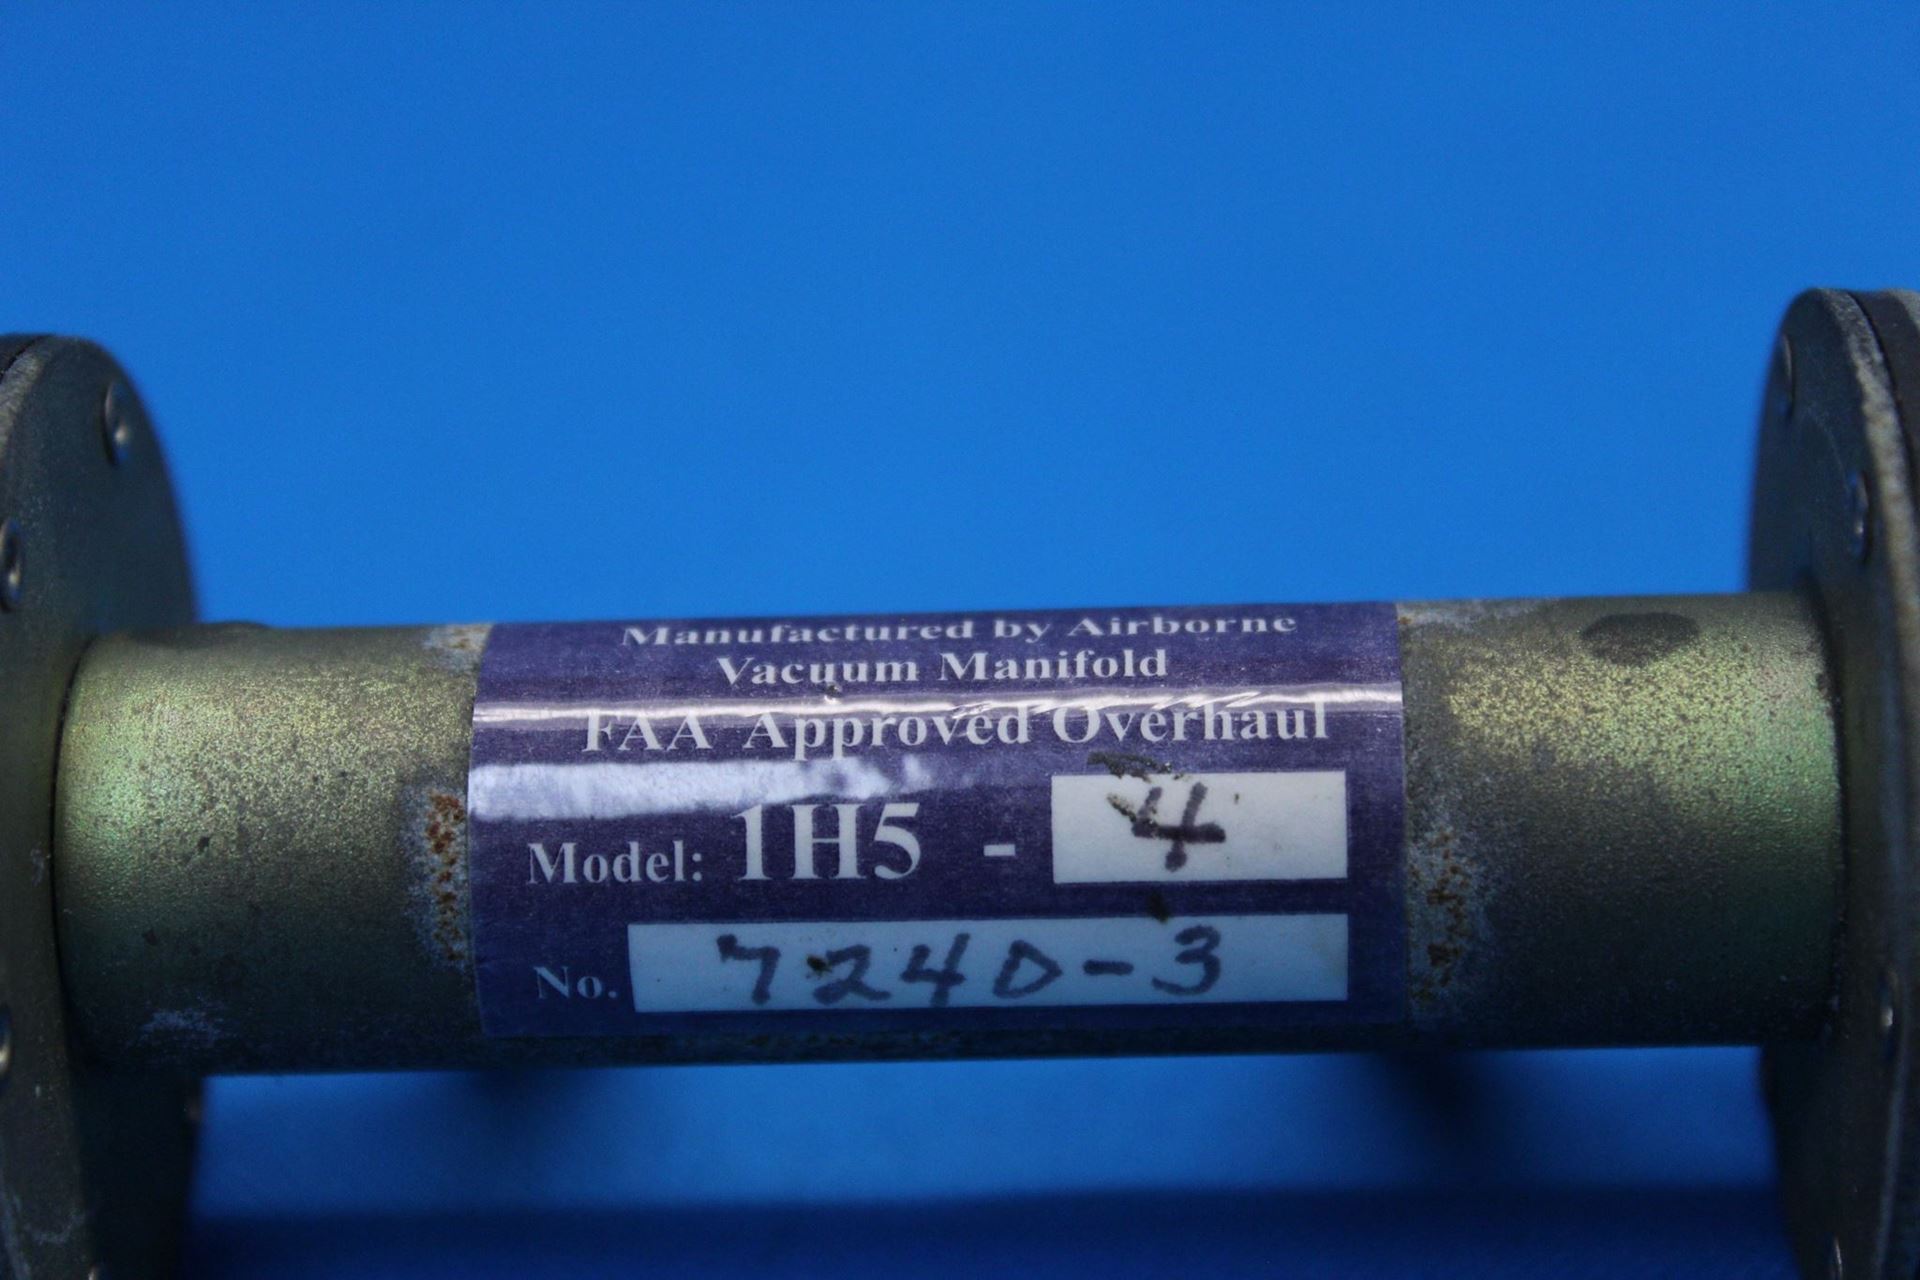 Manufactured by Airborne
Vacuum Manifold
FAA Approved Overhaul
Model: 1H5 - 4
No. 7240-3